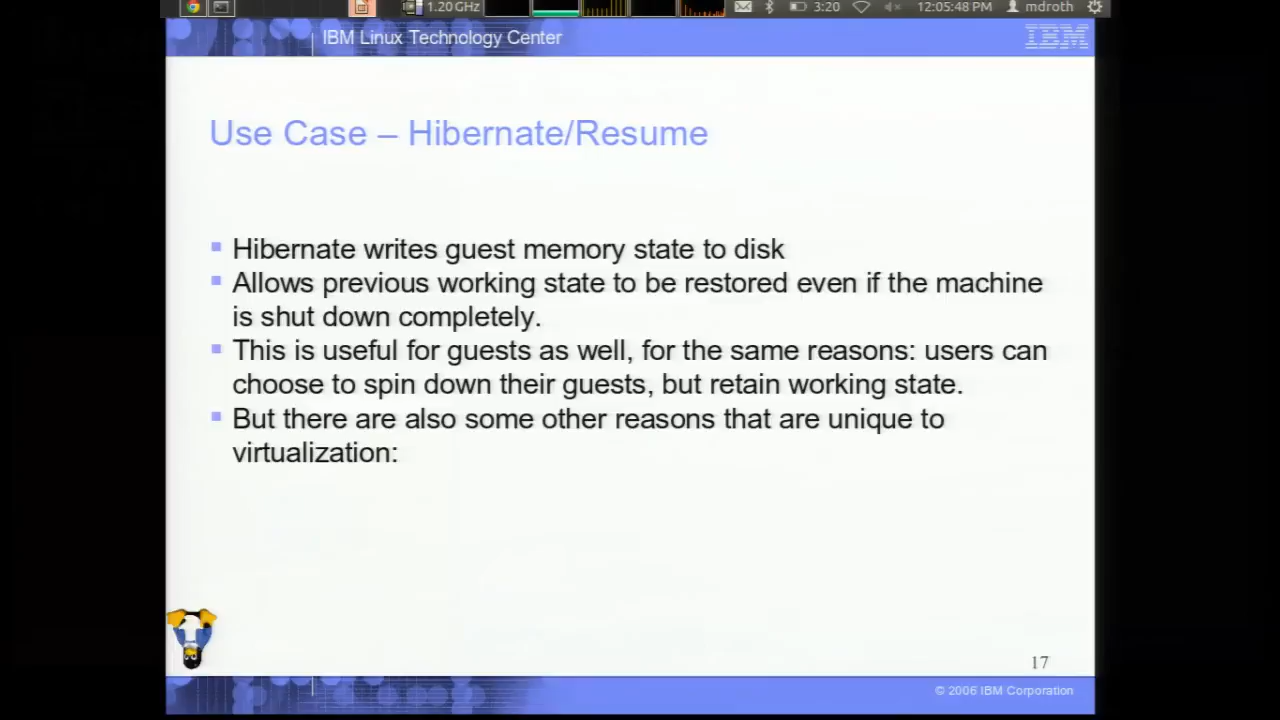 1.20 GHz
3:20
12:05:48 PM
mdroth
IBM Linux Technology Center
IBM
Use Case – Hibernate/Resume
Hibernate writes guest memory state to disk
Allows previous working state to be restored even if the machine
is shut down completely.
This is useful for guests as well, for the same reasons: users can
choose to spin down their guests, but retain working state.
But there are also some other reasons that are unique to
virtualization:
17
© 2006 IBM Corporation